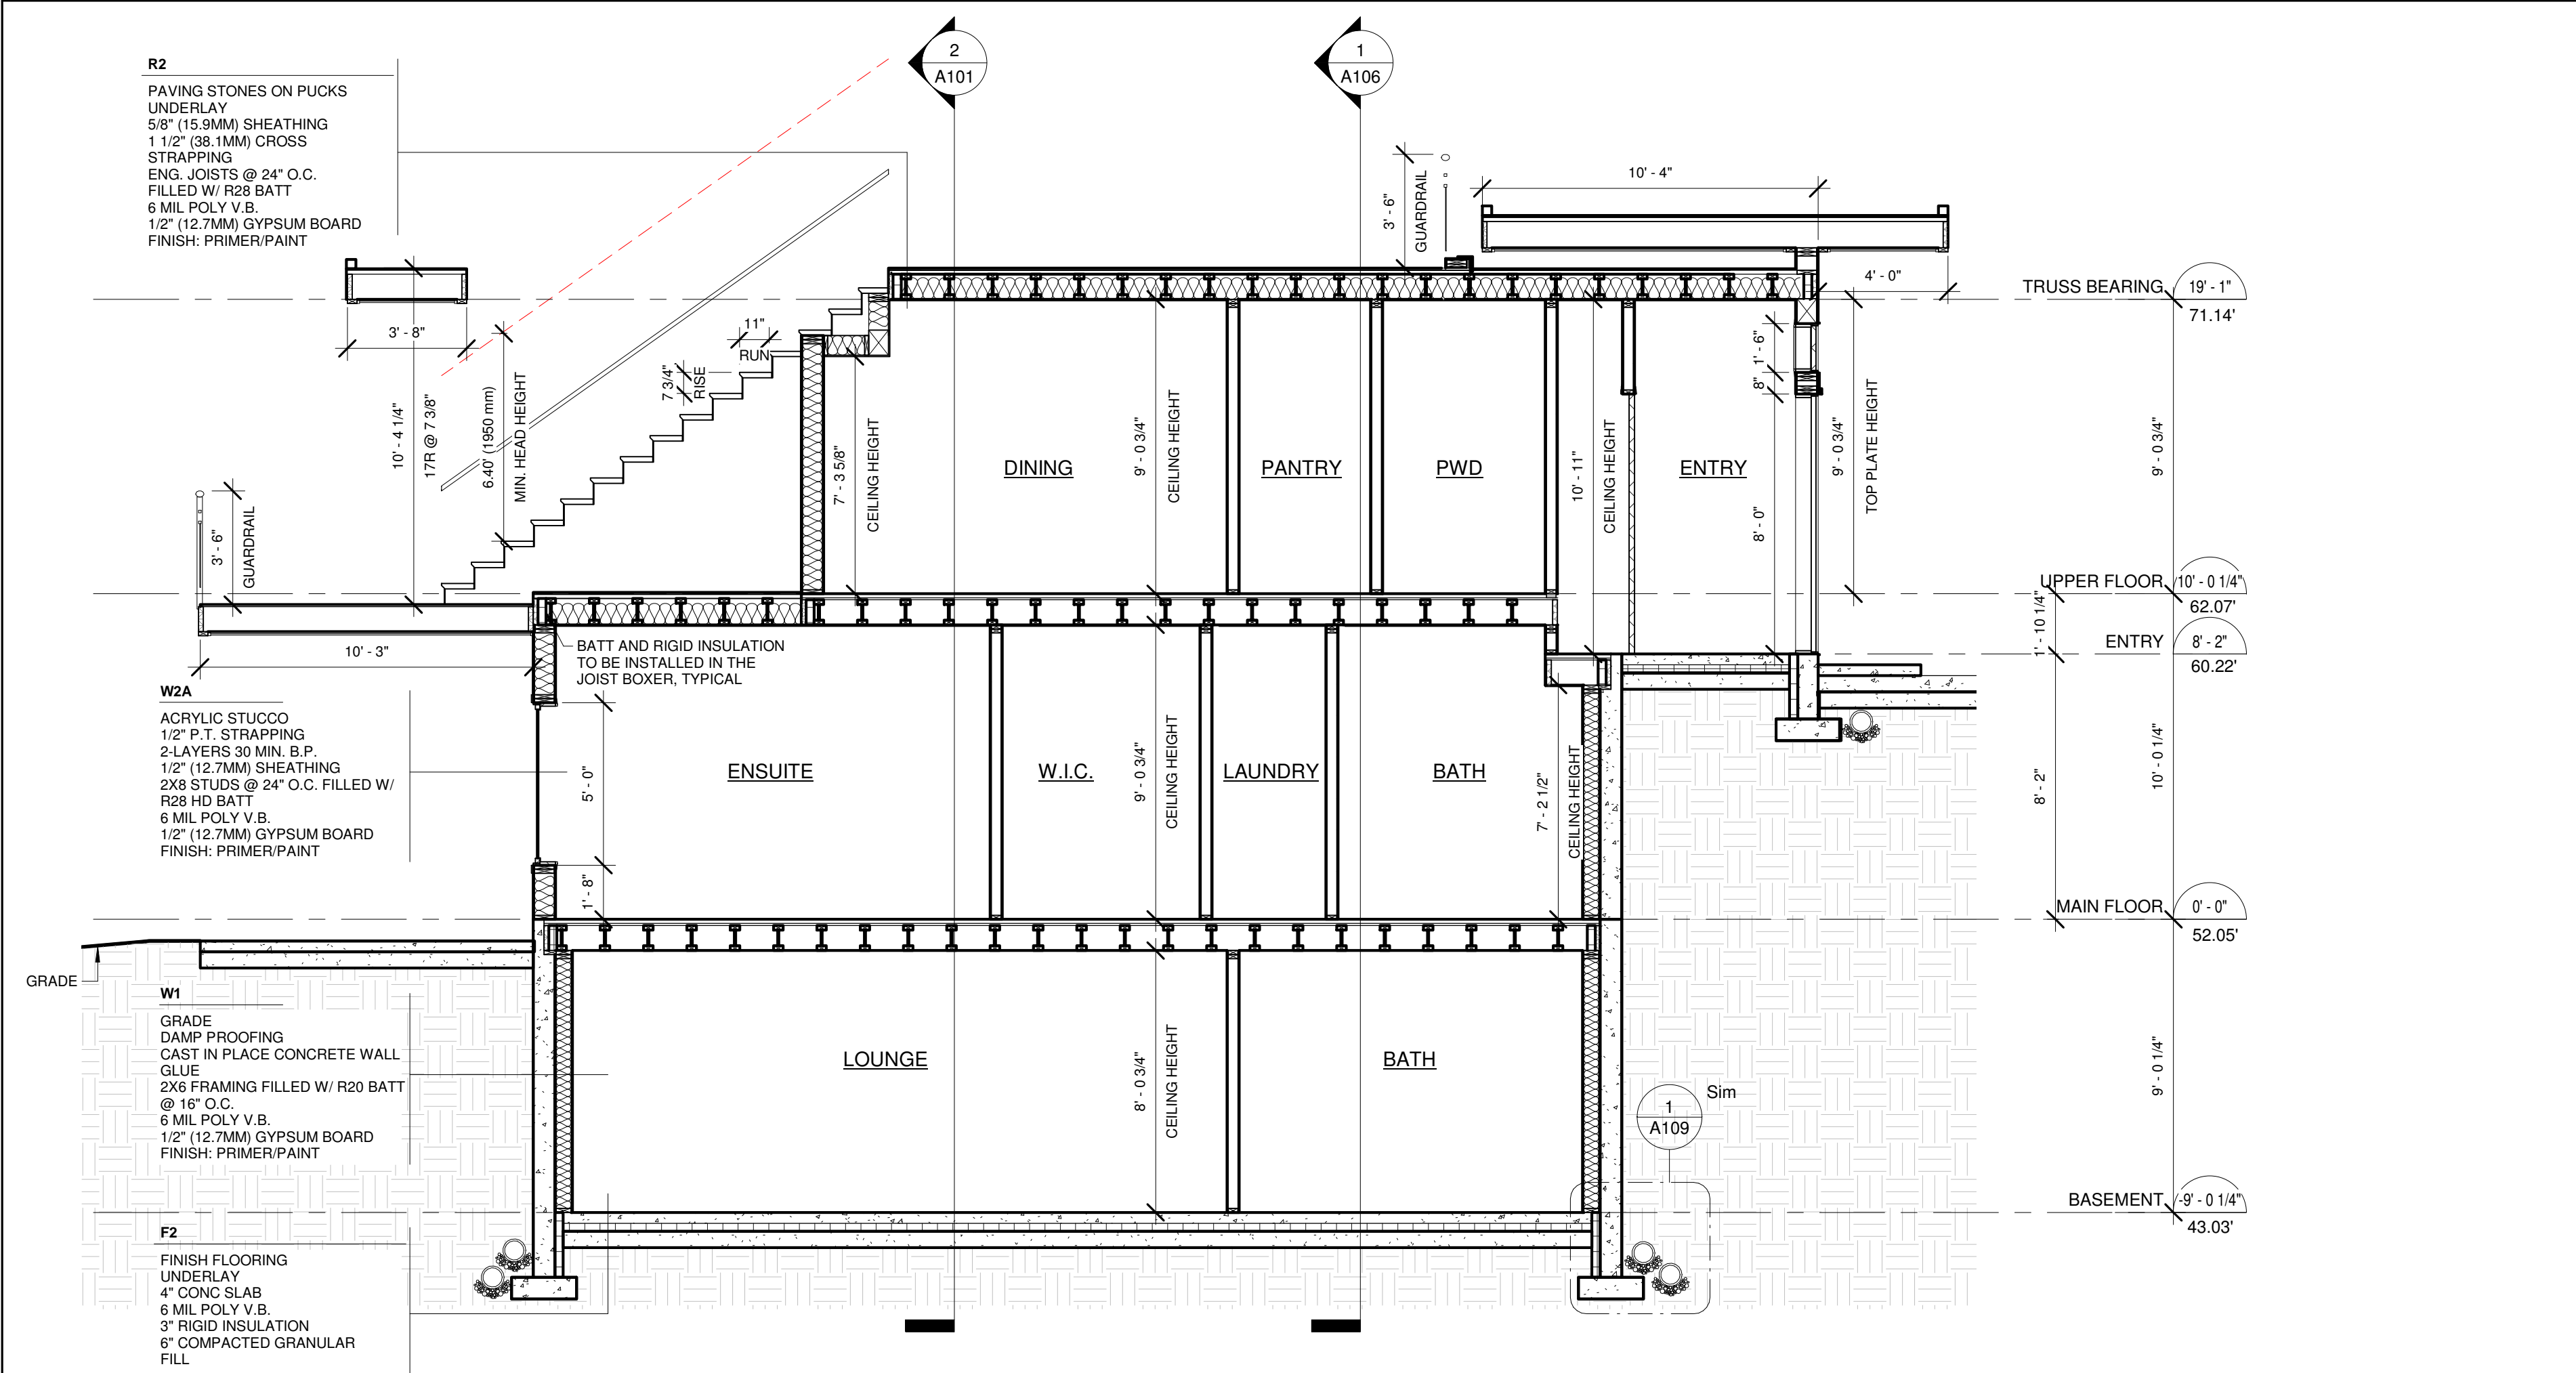 R2
PAVING STONES ON PUCKS
UNDERLAY
5/8" (15.9MM) SHEATHING
1 1/2" (38.1MM) CROSS
STRAPPING
ENG. JOISTS @ 24" O.C.
FILLED W/ R28 BATT
6 MIL POLY V.B.
1/2" (12.7MM) GYPSUM BOARD
FINISH: PRIMER/PAINT
2
A101
1
A106
3' - 6"
GUARDRAIL
10' - 4"
4' - 0"
3' - 8"
10' - 4 1/4"
17R @ 7 3/8"
6.40' (1950 mm)
MIN. HEAD HEIGHT
11"
RUN
7 3/4"
RISE
3' - 6"
GUARDRAIL
10' - 3"
7' - 3 5/8"
CEILING HEIGHT
DINING
9' - 0 3/4"
CEILING HEIGHT
PANTRY
PWD
10' - 11"
CEILING HEIGHT
ENTRY
1' - 6"
8"
8' - 0"
9' - 0 3/4"
TOP PLATE HEIGHT
TRUSS BEARING
19' - 1"
71.14'
9' - 0 3/4"
UPPER FLOOR
10' - 0 1/4"
62.07'
1' - 10 1/4"
ENTRY
8' - 2"
60.22'
BATT AND RIGID INSULATION
TO BE INSTALLED IN THE
JOIST BOXER, TYPICAL
W2A
ACRYLIC STUCCO
1/2" P.T. STRAPPING
2-LAYERS 30 MIN. B.P.
1/2" (12.7MM) SHEATHING
2X8 STUDS @ 24" O.C. FILLED W/
R28 HD BATT
6 MIL POLY V.B.
1/2" (12.7MM) GYPSUM BOARD
FINISH: PRIMER/PAINT
5' - 0"
1' - 8"
ENSUITE
W.I.C.
9' - 0 3/4"
CEILING HEIGHT
LAUNDRY
BATH
7' - 2 1/2"
CEILING HEIGHT
8' - 2"
10' - 0 1/4"
MAIN FLOOR
0' - 0"
52.05'
GRADE
W1
GRADE
DAMP PROOFING
CAST IN PLACE CONCRETE WALL
GLUE
2X6 FRAMING FILLED W/ R20 BATT
@ 16" O.C.
6 MIL POLY V.B.
1/2" (12.7MM) GYPSUM BOARD
FINISH: PRIMER/PAINT
LOUNGE
8' - 0 3/4"
CEILING HEIGHT
BATH
1
A109
Sim
9' - 0 1/4"
BASEMENT
-9' - 0 1/4"
43.03'
F2
FINISH FLOORING
UNDERLAY
4" CONC SLAB
6 MIL POLY V.B.
3" RIGID INSULATION
6" COMPACTED GRANULAR
FILL